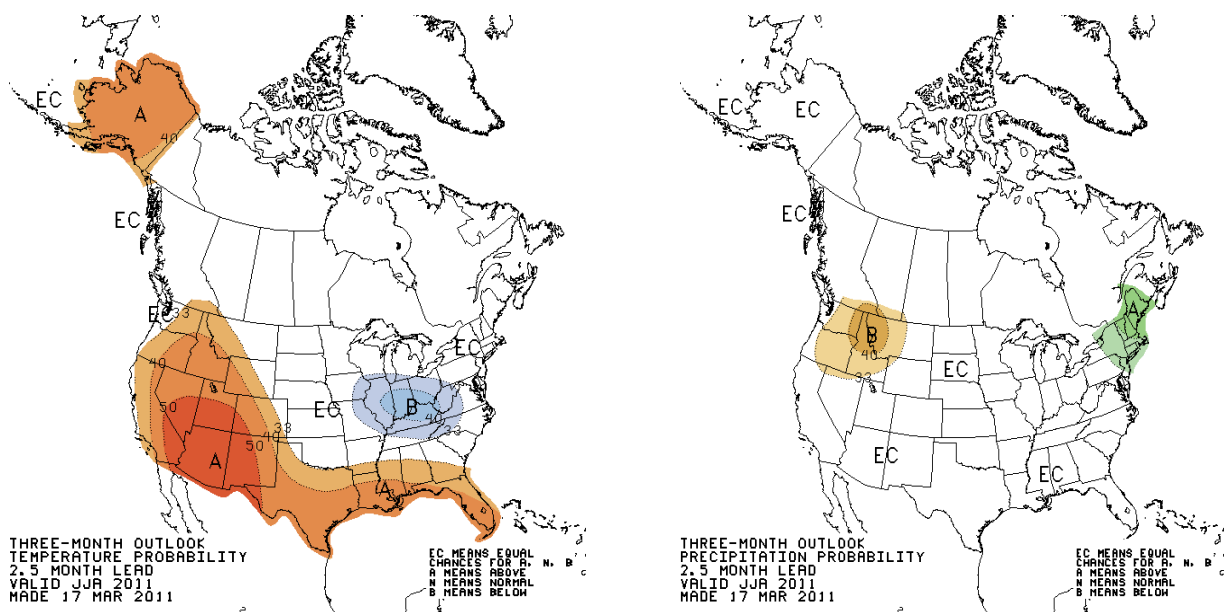 EC
A
40
EC
EC
33
40
EC
50
EC
B
40
33
33
40
50
A
A
THREE-MONTH OUTLOOK
TEMPERATURE PROBABILITY
2.5 MONTH LEAD
VALID JJA 2011
MADE 17 MAR 2011
EC MEANS EQUAL
CHANCES FOR A, N, B
A MEANS ABOVE
N MEANS NORMAL
B MEANS BELOW
EC
EC
EC
A
B
40
33
EC
EC
EC
THREE-MONTH OUTLOOK
PRECIPITATION PROBABILITY
2.5 MONTH LEAD
VALID JJA 2011
MADE 17 MAR 2011
EC MEANS EQUAL
CHANCES FOR A, N, B
A MEANS ABOVE
N MEANS NORMAL
B MEANS BELOW